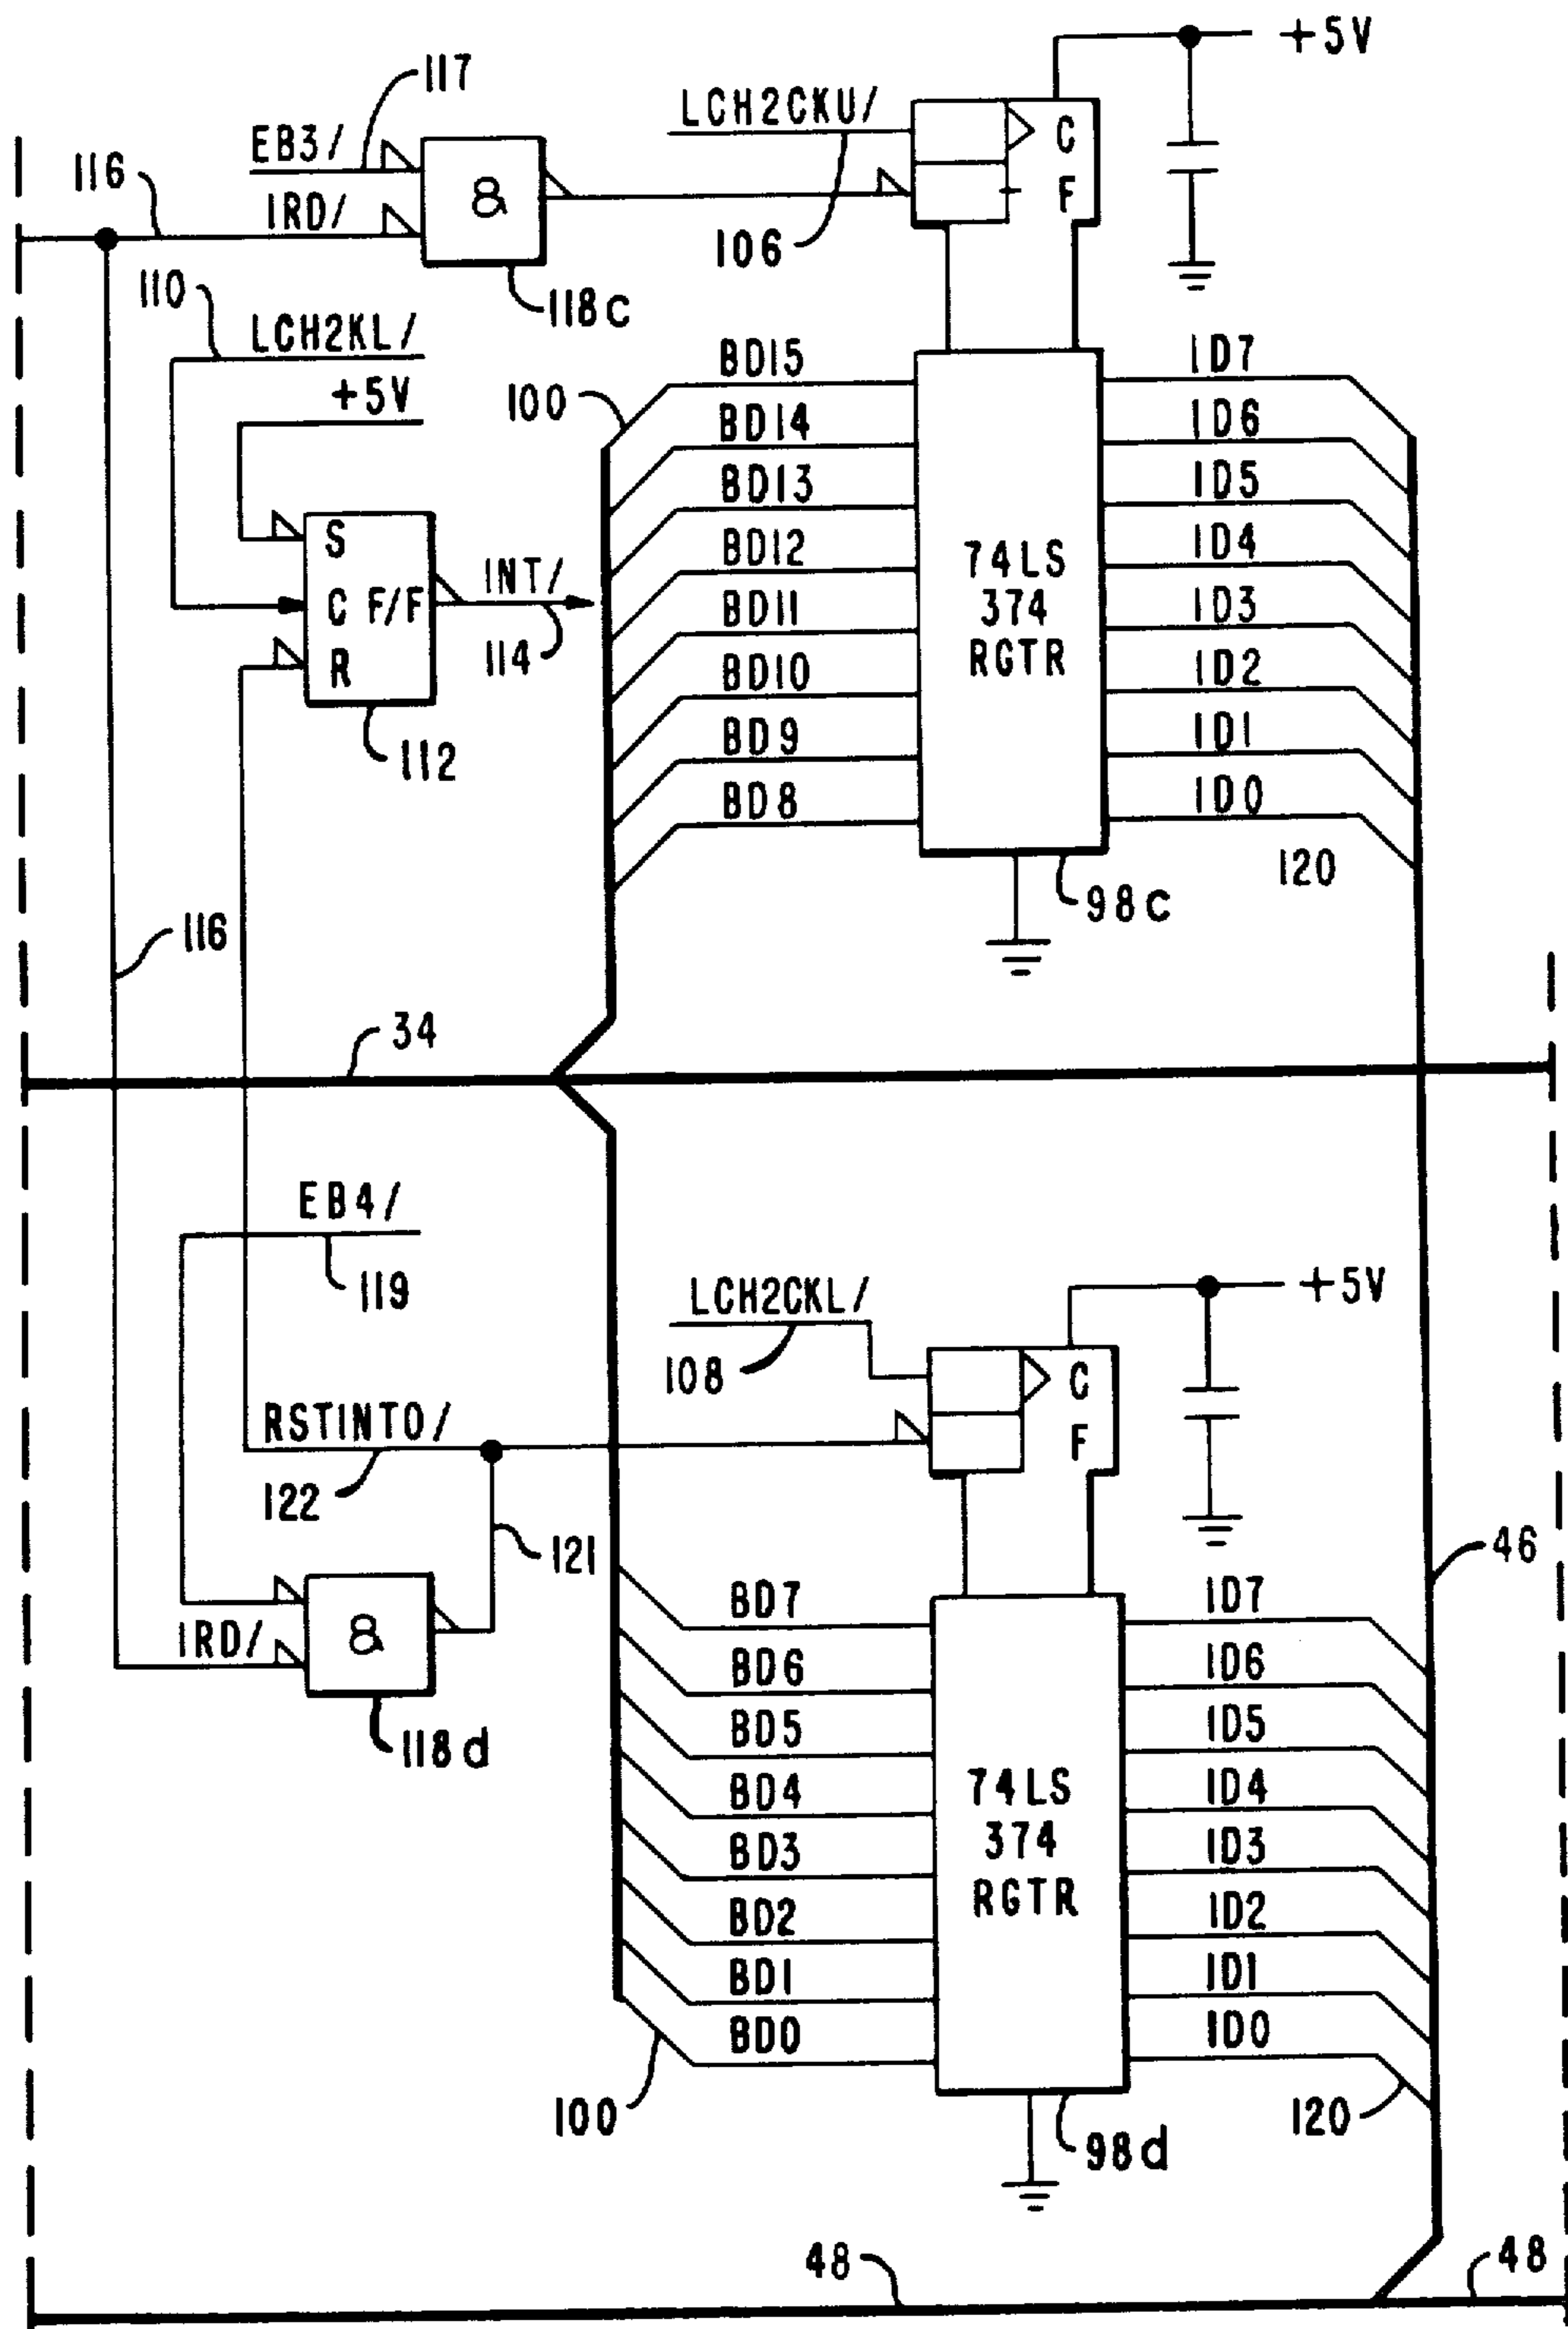 +5V
117
LCH2CKU/
EB3/
C
116
&
F
IRD/
106
118c
110
LCH2KL/
+5V
100
BD15
ID7
BD14
ID6
BD13
ID5
BD12
ID4
BD11
ID3
BD10
ID2
BD9
ID1
BD8
ID0
74LS
374
RGTR
S
C F/F
R
INT/
114
112
120
98c
116
34
EB4/
119
LCH2CKL/
+5V
108
C
F
RSTINTO/
122
121
46
IRD/
&
118d
BD7
ID7
BD6
ID6
BD5
ID5
BD4
ID4
BD3
ID3
BD2
ID2
BD1
ID1
BD0
ID0
74LS
374
RGTR
100
120
98d
48
48